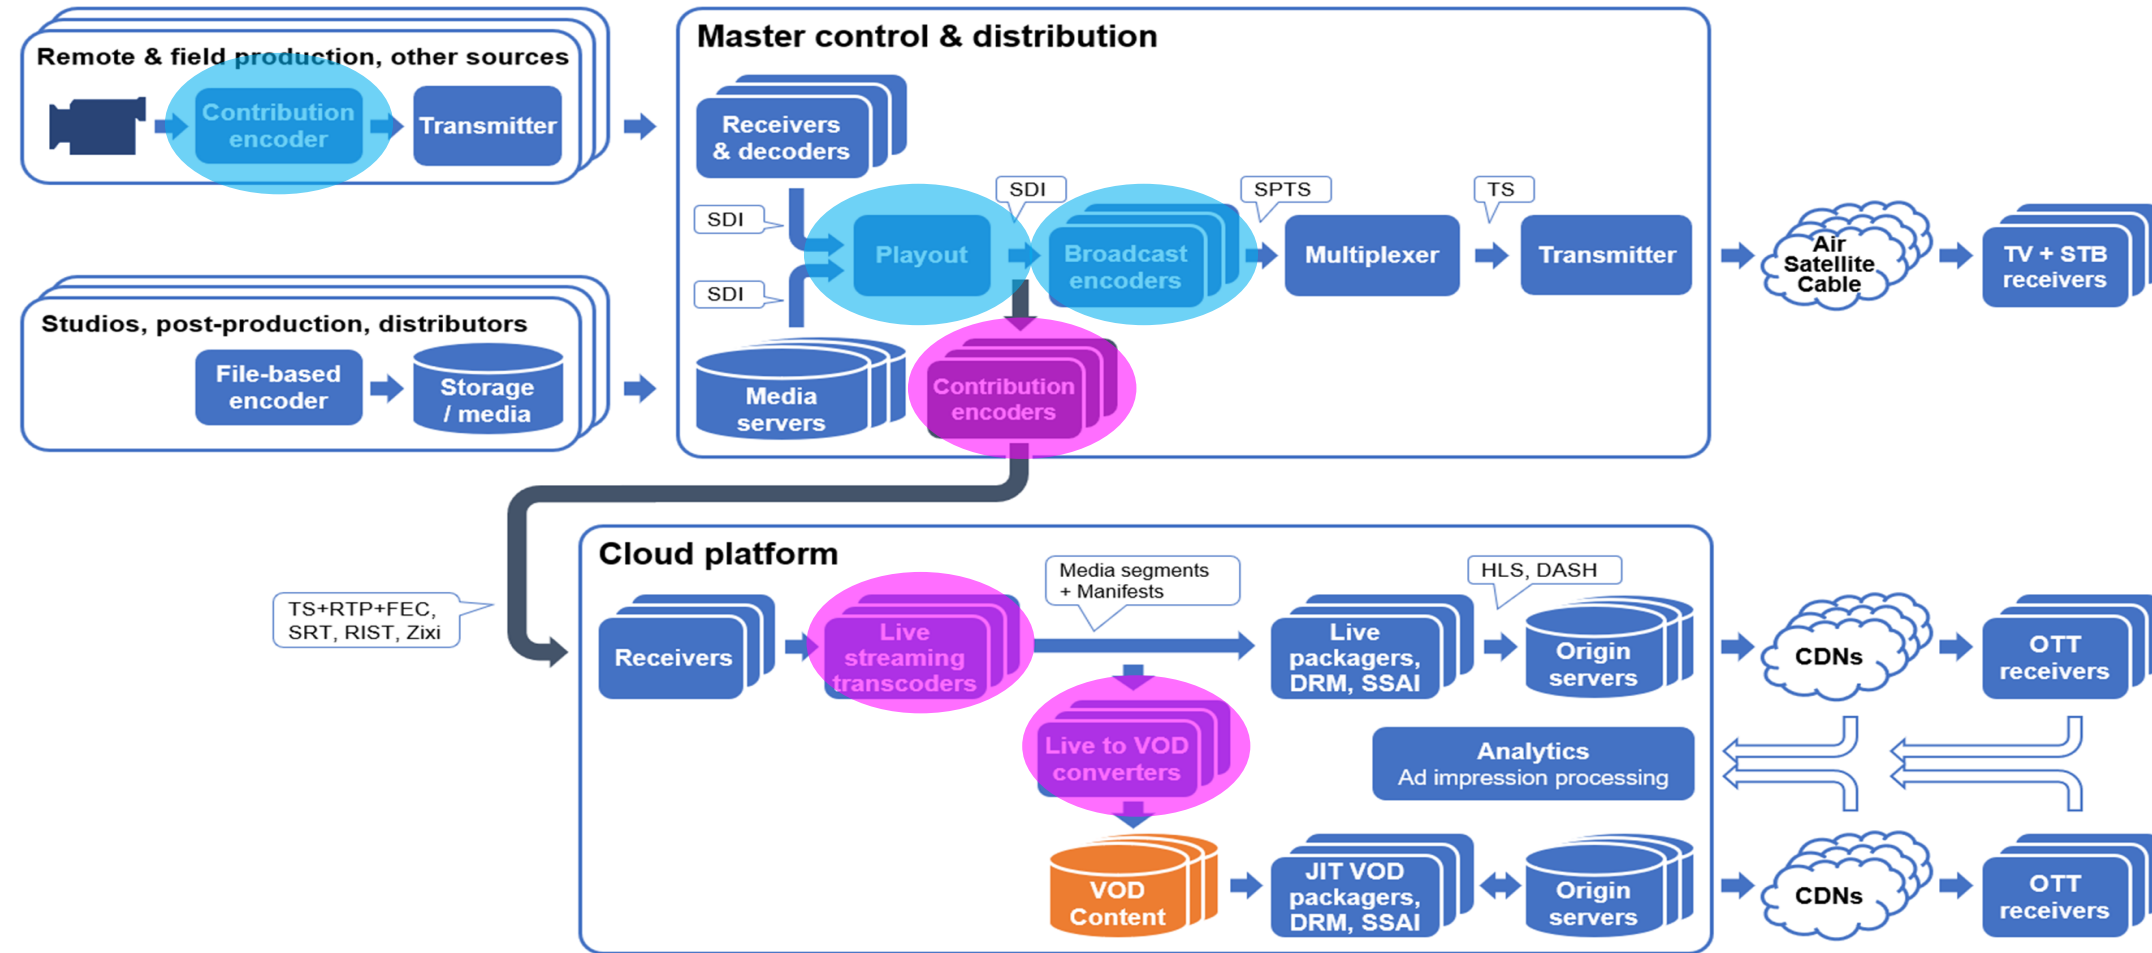 Remote & field production, other sources
Contribution
encoder
Transmitter
Studios, post-production, distributors
File-based
encoder
Storage
/ media
Master control & distribution
Receivers
& decoders
SDI
SDI
Media
servers
Playout
SDI
Broadcast
encoders
SPTS
Multiplexer
TS
Transmitter
Contribution
encoders
Air
Satellite
Cable
TV + STB
receivers
TS+RTP+FEC,
SRT, RIST, Zixi
Cloud platform
Receivers
Live
streaming
transcoders
Media segments
+ Manifests
Live
packagers,
DRM, SSAI
HLS, DASH
Origin
servers
CDNs
OTT
receivers
Live to VOD
converters
Analytics
Ad impression processing
VOD
Content
JIT VOD
packagers,
DRM, SSAI
Origin
servers
CDNs
OTT
receivers